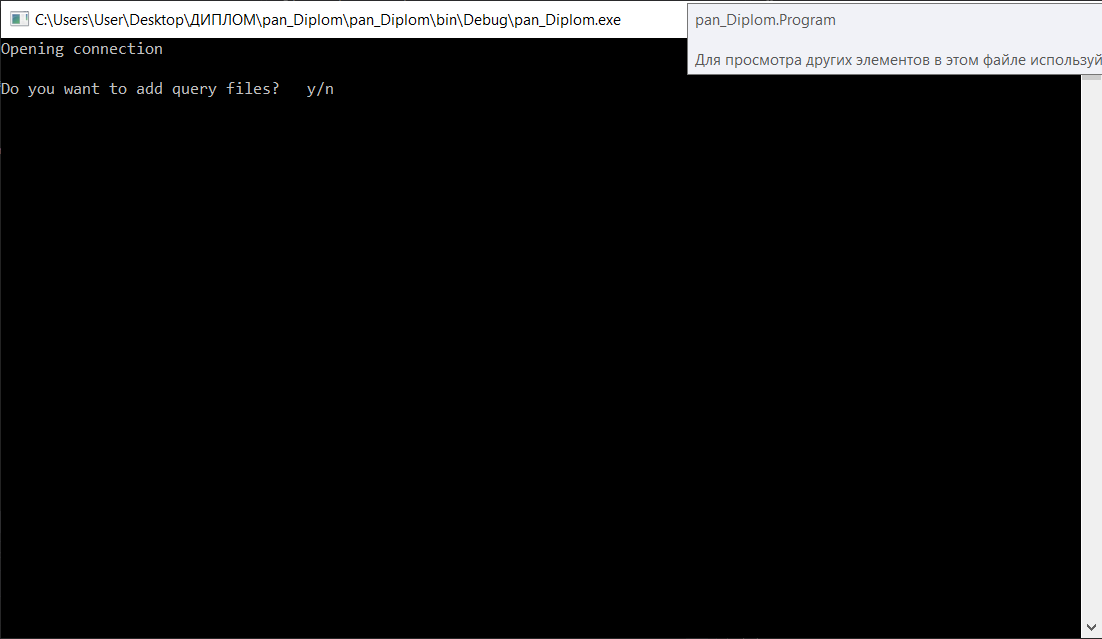 C:\Users\User\Desktop\ДИПЛОМ\pan_Diplom\pan_Diplom\bin\Debug\pan_Diplom.exe
pan_Diplom.Program
Для просмотра других элементов в этом файле используй
Opening connection
Do you want to add query files?   y/n